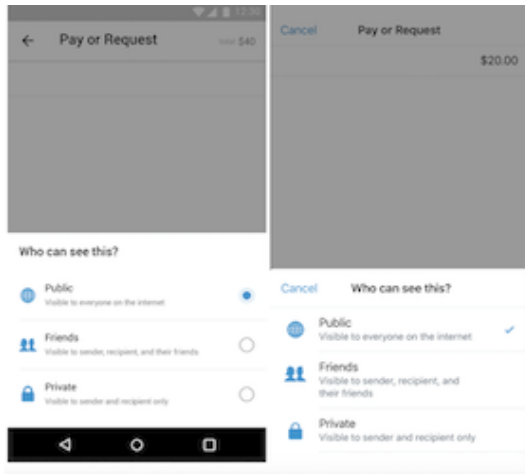 12:30
Pay or Request
$40
Who can see this?
Public
Visible to everyone on the internet
Friends
Visible to sender, recipient, and their friends
Private
Visible to sender and recipient only
Cancel Pay or Request
$20.00
Cancel Who can see this?
Public
Visible to everyone on the internet
Friends
Visible to sender, recipient, and
their friends
Private
Visible to sender and recipient only